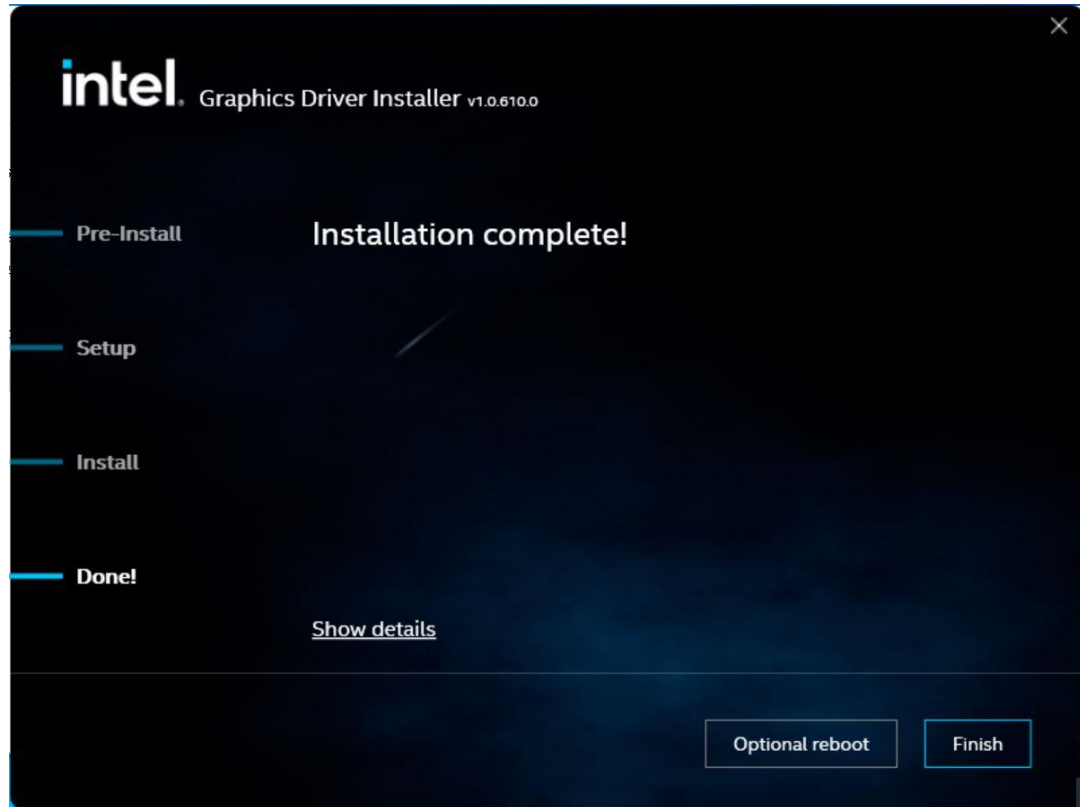 intel. Graphics Driver Installer v1.0.610.0
Pre-Install
Installation complete!
Setup
Install
Done!
Show details
Optional reboot
Finish